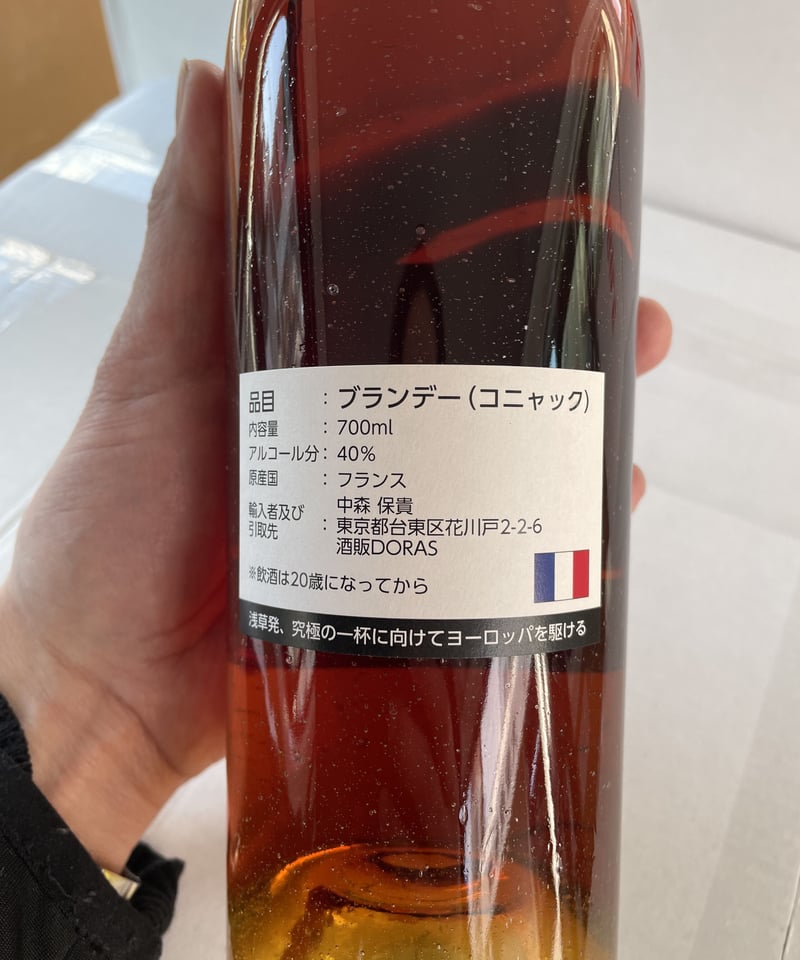 品目 : ブランデー(コニャック)
内容量 : 700ml
アルコール分 : 40%
原産国 : フランス
輸入者及び引取先 : 中森 保貴
東京都台東区花川戸2-2-6
酒販DORAS
※飲酒は20歳になってから
浅草発、究極の一杯に向けてヨーロッパを駆ける